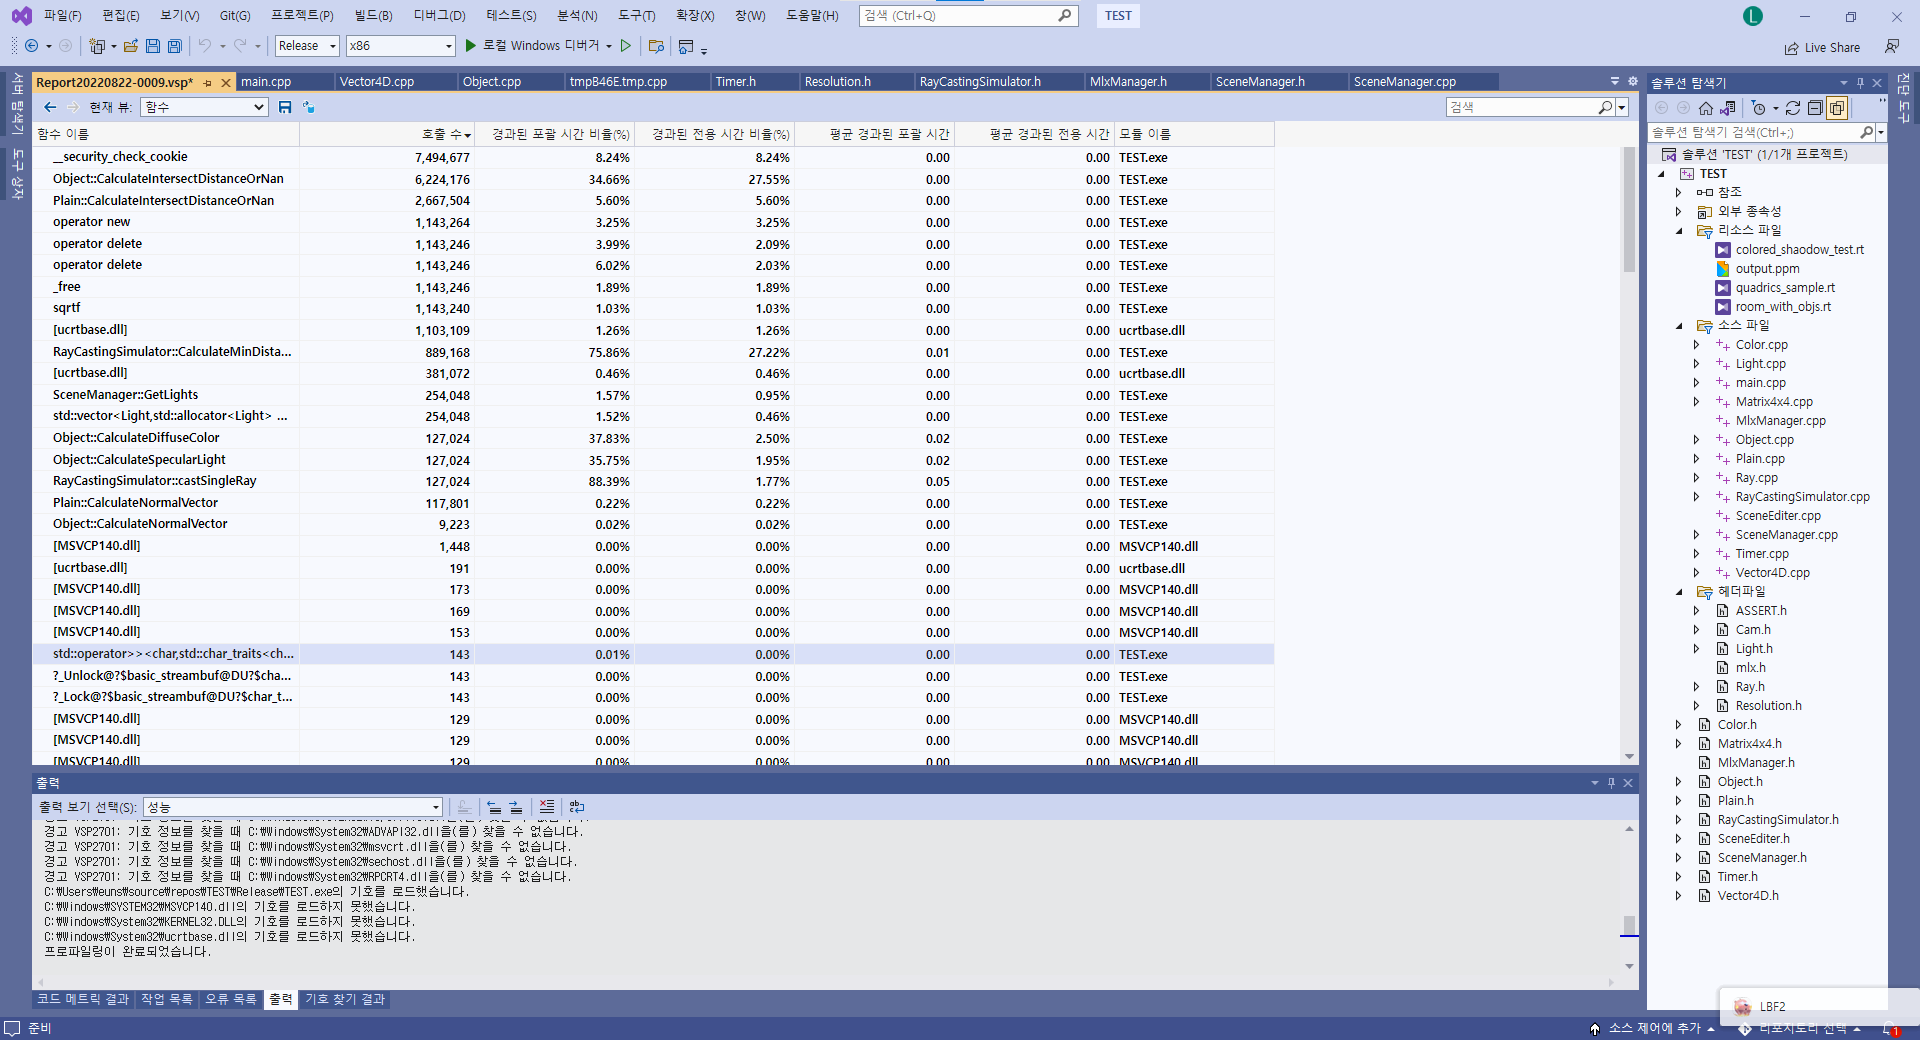 파일(F) 편집(E) 보기(V) Git(G) 프로젝트(P) 빌드(B) 디버그(D) 테스트(S) 분석(N) 도구(T) 확장(X) 창(W) 도움말(H) 검색 (Ctrl+Q) TEST L
Release x86 로컬 Windows 디버거 Live Share
서버 탐색기
도구 상자
Report20220822-0009.vsp* main.cpp Vector4D.cpp Object.cpp tmpB46E.tmp.cpp Timer.h Resolution.h RayCastingSimulator.h MlxManager.h SceneManager.h SceneManager.cpp
현재 뷰: 함수 검색
함수 이름 호출 수 경과된 포괄 시간 비율(%) 경과된 전용 시간 비율(%) 평균 경과된 포괄 시간 평균 경과된 전용 시간 모듈 이름
__security_check_cookie 7,494,677 8.24% 8.24% 0.00 0.00 TEST.exe
Object::CalculateIntersectDistanceOrNan 6,224,176 34.66% 27.55% 0.00 0.00 TEST.exe
Plain::CalculateIntersectDistanceOrNan 2,667,504 5.60% 5.60% 0.00 0.00 TEST.exe
operator new 1,143,264 3.25% 3.25% 0.00 0.00 TEST.exe
operator delete 1,143,246 3.99% 2.09% 0.00 0.00 TEST.exe
operator delete 1,143,246 6.02% 2.03% 0.00 0.00 TEST.exe
_free 1,143,246 1.89% 1.89% 0.00 0.00 TEST.exe
sqrtf 1,143,240 1.03% 1.03% 0.00 0.00 TEST.exe
[ucrtbase.dll] 1,103,109 1.26% 1.26% 0.00 0.00 ucrtbase.dll
RayCastingSimulator::CalculateMinDista... 889,168 75.86% 27.22% 0.01 0.00 TEST.exe
[ucrtbase.dll] 381,072 0.46% 0.46% 0.00 0.00 ucrtbase.dll
SceneManager::GetLights 254,048 1.57% 0.95% 0.00 0.00 TEST.exe
std::vector<Light,std::allocator<Light> ... 254,048 1.52% 0.46% 0.00 0.00 TEST.exe
Object::CalculateDiffuseColor 127,024 37.83% 2.50% 0.02 0.00 TEST.exe
Object::CalculateSpecularLight 127,024 35.75% 1.95% 0.02 0.00 TEST.exe
RayCastingSimulator::castSingleRay 127,024 88.39% 1.77% 0.05 0.00 TEST.exe
Plain::CalculateNormalVector 117,801 0.22% 0.22% 0.00 0.00 TEST.exe
Object::CalculateNormalVector 9,223 0.02% 0.02% 0.00 0.00 TEST.exe
[MSVCP140.dll] 1,448 0.00% 0.00% 0.00 0.00 MSVCP140.dll
[ucrtbase.dll] 191 0.00% 0.00% 0.00 0.00 ucrtbase.dll
[MSVCP140.dll] 173 0.00% 0.00% 0.00 0.00 MSVCP140.dll
[MSVCP140.dll] 169 0.00% 0.00% 0.00 0.00 MSVCP140.dll
[MSVCP140.dll] 153 0.00% 0.00% 0.00 0.00 MSVCP140.dll
std::operator>><char,std::char_traits<ch... 143 0.01% 0.00% 0.00 0.00 TEST.exe
?_Unlock@?$basic_streambuf@DU?$cha... 143 0.00% 0.00% 0.00 0.00 TEST.exe
?_Lock@?$basic_streambuf@DU?$char_t... 143 0.00% 0.00% 0.00 0.00 TEST.exe
[MSVCP140.dll] 129 0.00% 0.00% 0.00 0.00 MSVCP140.dll
[MSVCP140.dll] 129 0.00% 0.00% 0.00 0.00 MSVCP140.dll
[MSVCP140.dll] 129 0.00% 0.00% 0.00 0.00 MSVCP140.dll
출력
출력 보기 선택(S): 성능
경고 VSP2701: 기호 정보를 찾을 때 C:₩Windows₩System32₩ADVAPI32.dll을(를) 찾을 수 없습니다.
경고 VSP2701: 기호 정보를 찾을 때 C:₩Windows₩System32₩msvcrt.dll을(를) 찾을 수 없습니다.
경고 VSP2701: 기호 정보를 찾을 때 C:₩Windows₩System32₩sechost.dll을(를) 찾을 수 없습니다.
경고 VSP2701: 기호 정보를 찾을 때 C:₩Windows₩System32₩RPCRT4.dll을(를) 찾을 수 없습니다.
C:₩Users₩euns₩source₩repos₩TEST₩Release₩TEST.exe의 기호를 로드했습니다.
C:₩Windows₩SYSTEM32₩MSVCP140.dll의 기호를 로드하지 못했습니다.
C:₩Windows₩System32₩KERNEL32.DLL의 기호를 로드하지 못했습니다.
C:₩Windows₩System32₩ucrtbase.dll의 기호를 로드하지 못했습니다.
프로파일링이 완료되었습니다.
코드 메트릭 결과 작업 목록 오류 목록 출력 기호 찾기 결과
솔루션 탐색기
솔루션 탐색기 검색(Ctrl+;)
솔루션 'TEST' (1/1개 프로젝트)
TEST
참조
외부 종속성
리소스 파일
colored_shaodow_test.rt
output.ppm
quadrics_sample.rt
room_with_objs.rt
소스 파일
Color.cpp
Light.cpp
main.cpp
Matrix4x4.cpp
MlxManager.cpp
Object.cpp
Plain.cpp
Ray.cpp
RayCastingSimulator.cpp
SceneEditer.cpp
SceneManager.cpp
Timer.cpp
Vector4D.cpp
헤더파일
ASSERT.h
Cam.h
Light.h
mlx.h
Ray.h
Resolution.h
Color.h
Matrix4x4.h
MlxManager.h
Object.h
Plain.h
RayCastingSimulator.h
SceneEditer.h
SceneManager.h
Timer.h
Vector4D.h
진단 도구
LBF2
준비 소스 제어에 추가 리포지토리 선택 1